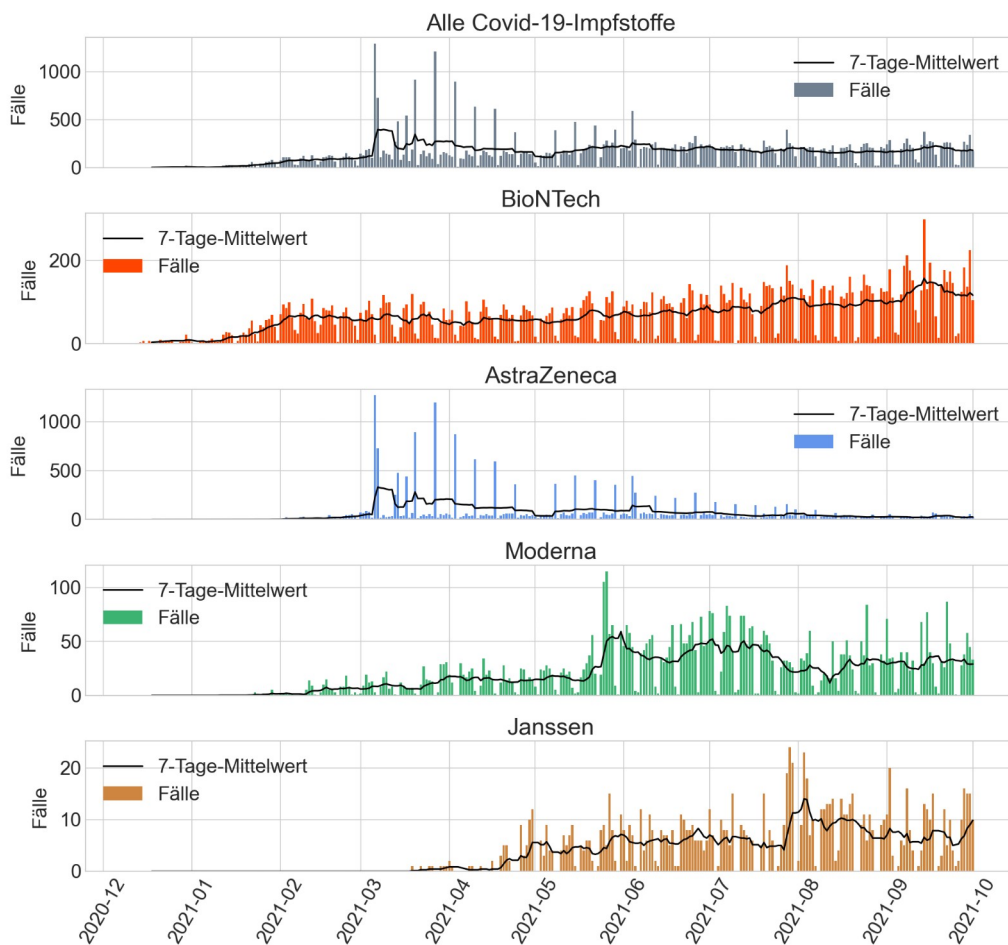 Alle Covid-19-Impfstoffe
Fälle
1000
500
0
7-Tage-Mittelwert
Fälle
BioNTech
Fälle
200
0
7-Tage-Mittelwert
Fälle
AstraZeneca
Fälle
1000
500
0
7-Tage-Mittelwert
Fälle
Moderna
Fälle
100
50
0
7-Tage-Mittelwert
Fälle
Janssen
Fälle
20
10
0
7-Tage-Mittelwert
Fälle
2020-12
2021-01
2021-02
2021-03
2021-04
2021-05
2021-06
2021-07
2021-08
2021-09
2021-10